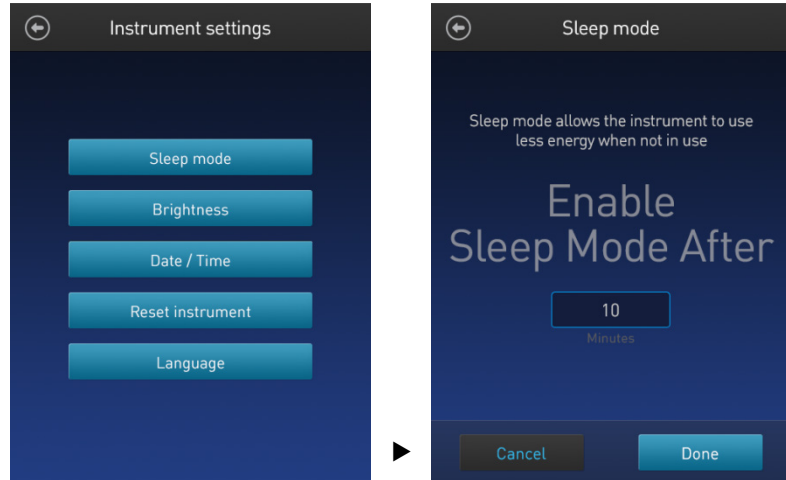 Instrument settings
Sleep mode
Brightness
Date / Time
Reset instrument
Language
Sleep mode
Sleep mode allows the instrument to use
less energy when not in use
Enable
Sleep Mode After
10
Minutes
Cancel
Done